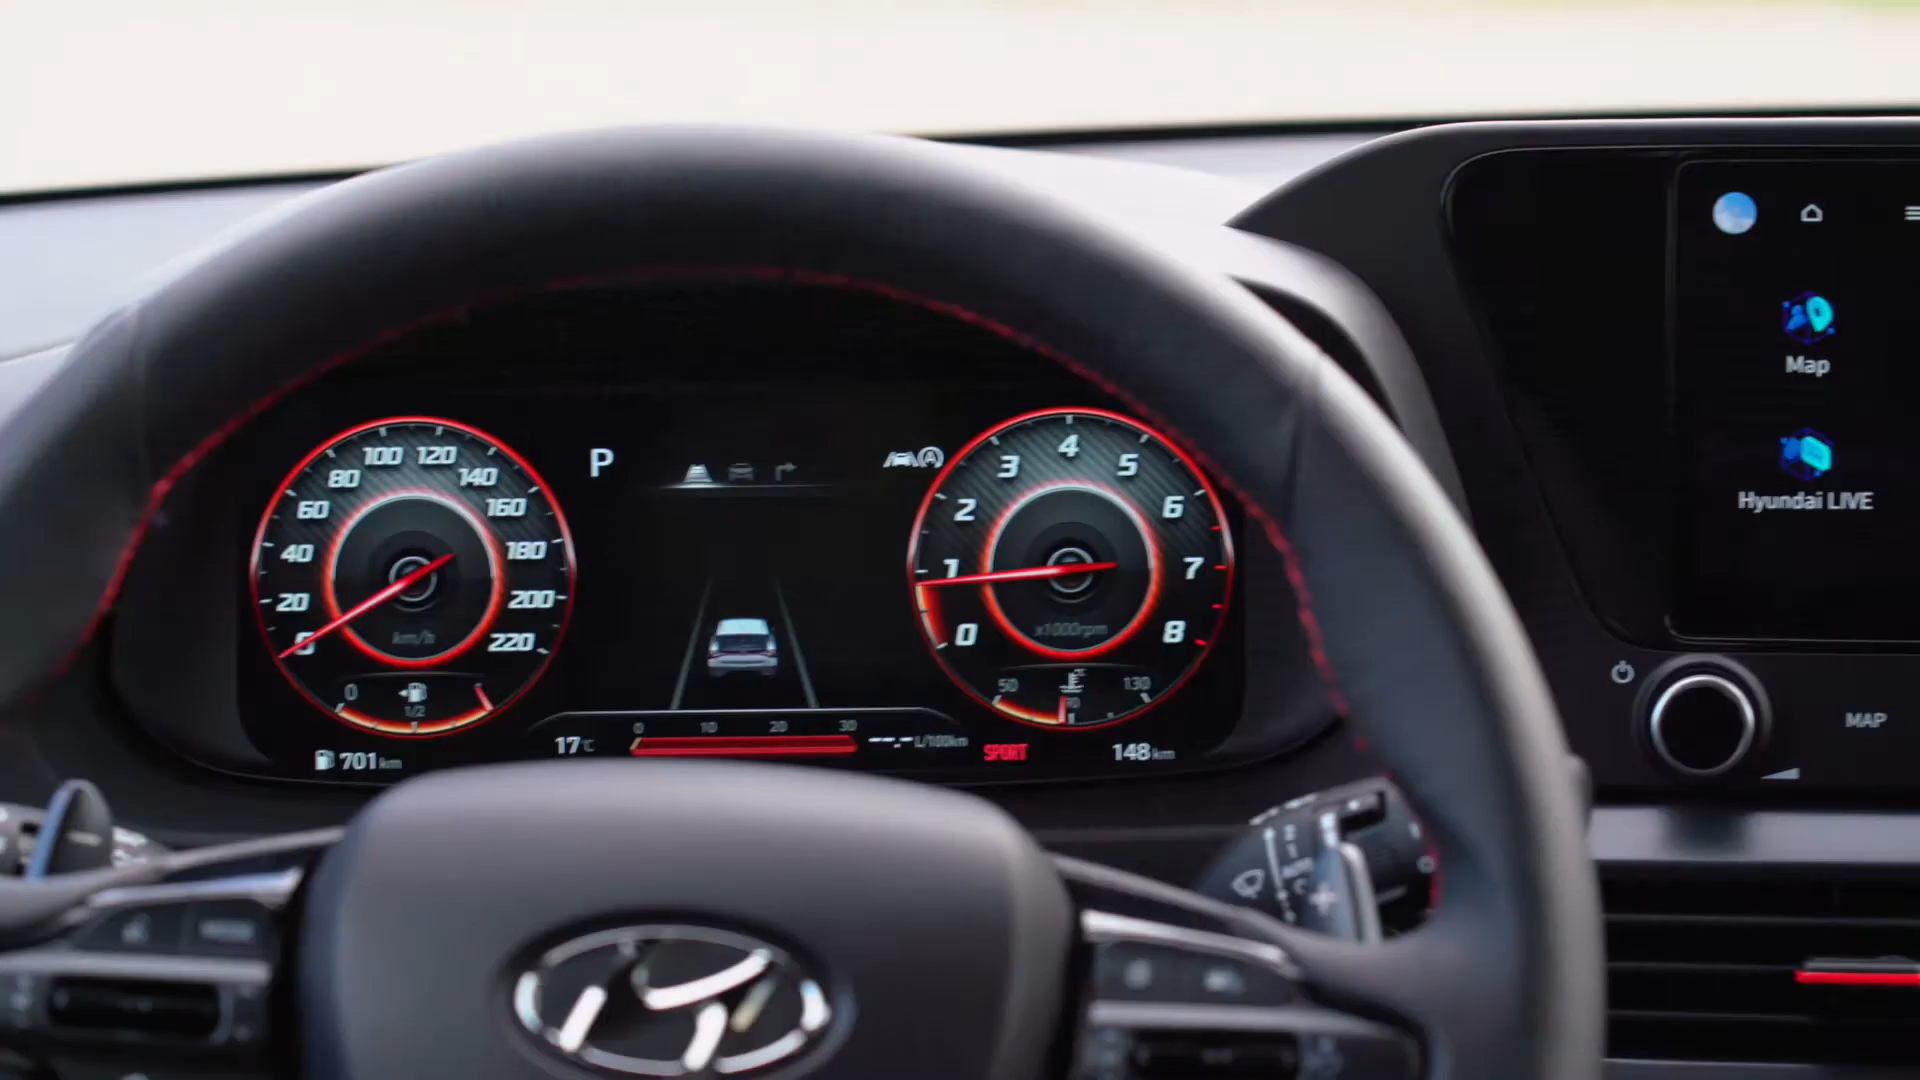 100 120
80 140
60 160
40 180
20 200
0 220
km/h
0 1/2
701 km
P
A
0 10 20 30
17°C
--.- L/100km
SPORT
4
3 5
2 6
1 7
0 8
x1000rpm
50 130
148 km
Map
Hyundai LIVE
MAP